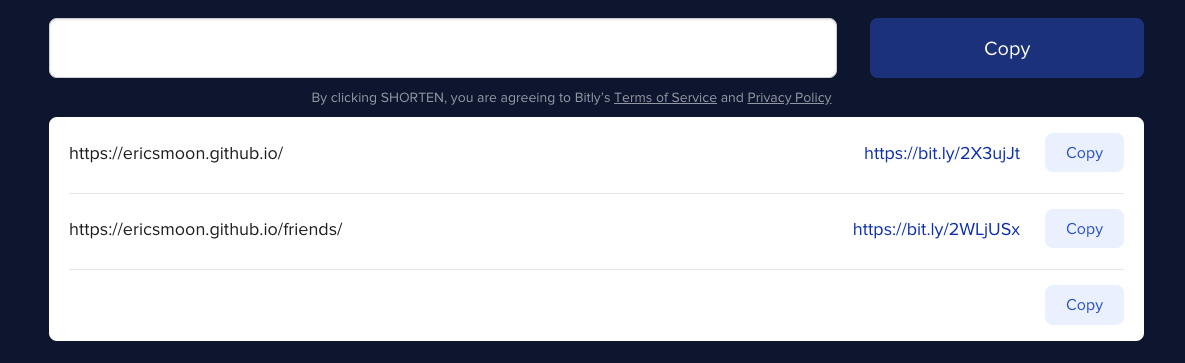 Copy
By clicking SHORTEN, you are agreeing to Bitly's Terms of Service and Privacy Policy
https://ericsmoon.github.io/ https://bit.ly/2X3ujJt Copy
https://ericsmoon.github.io/friends/ https://bit.ly/2WLjUSx Copy
Copy